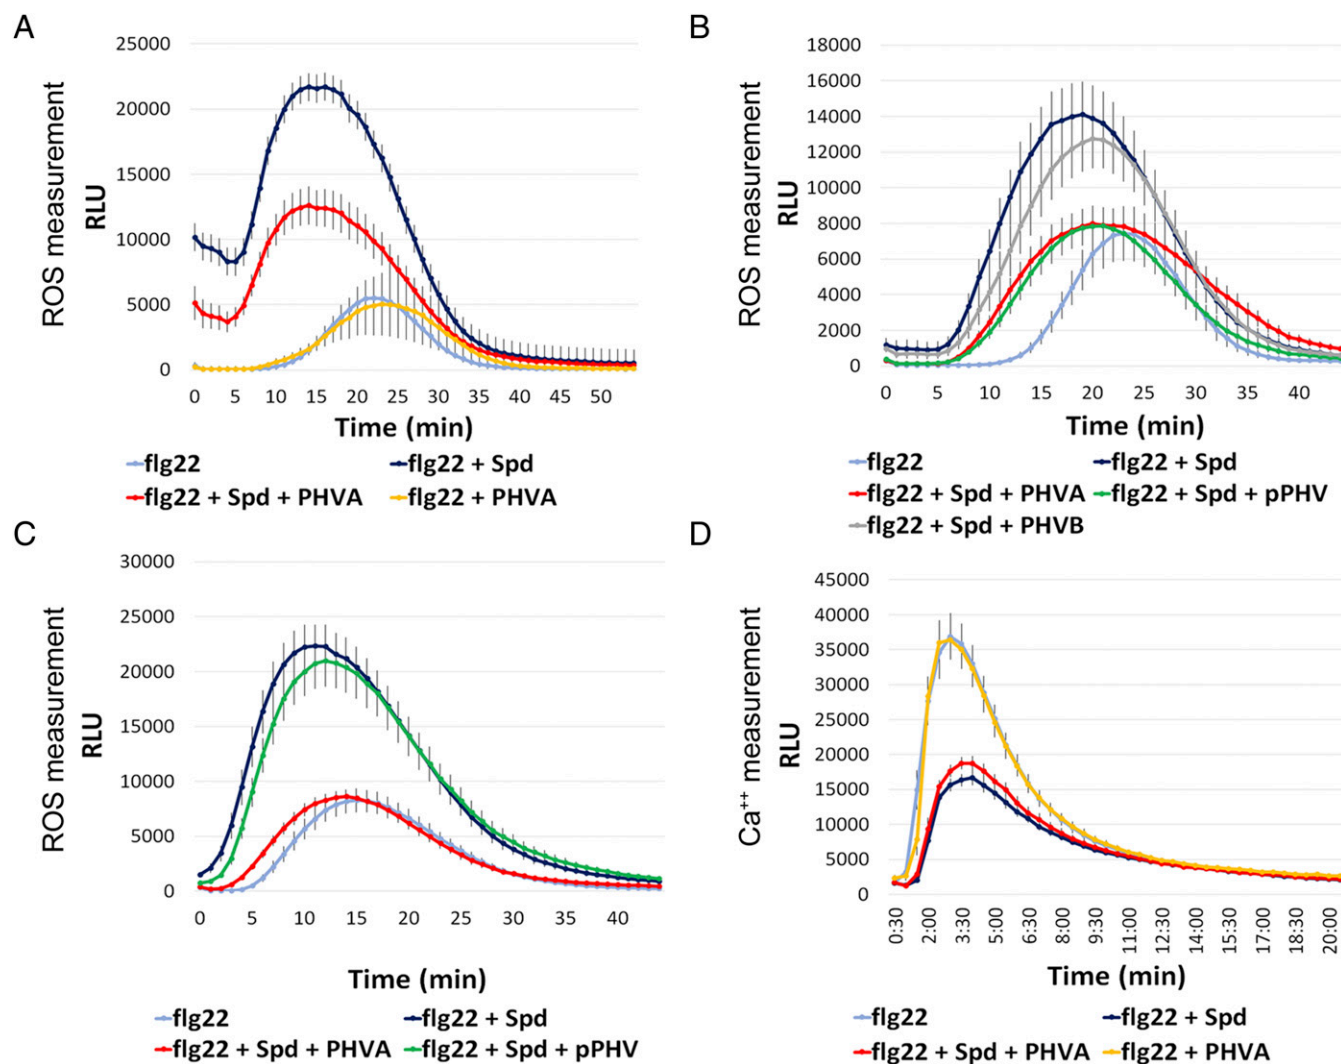 A
ROS measurement
RLU
25000
20000
15000
10000
5000
0
0 5 10 15 20 25 30 35 40 45 50
Time (min)
flg22 flg22 + Spd
flg22 + Spd + PHVA flg22 + PHVA
B
ROS measurement
RLU
18000
16000
14000
12000
10000
8000
6000
4000
2000
0
0 5 10 15 20 25 30 35 40
Time (min)
flg22 flg22 + Spd
flg22 + Spd + PHVA flg22 + Spd + pPHV
flg22 + Spd + PHVB
C
ROS measurement
RLU
30000
25000
20000
15000
10000
5000
0
0 5 10 15 20 25 30 40
Time (min)
flg22 flg22 + Spd
flg22 + Spd + PHVA flg22 + Spd + pPHV
D
Ca++ measurement
RLU
45000
40000
35000
30000
25000
20000
15000
10000
5000
0
0:30 2:00 3:30 5:00 6:30 8:00 9:30 11:00 12:30 14:00 15:30 17:00 18:30 20:00
Time (min)
flg22 flg22 + Spd
flg22 + Spd + PHVA flg22 + PHVA